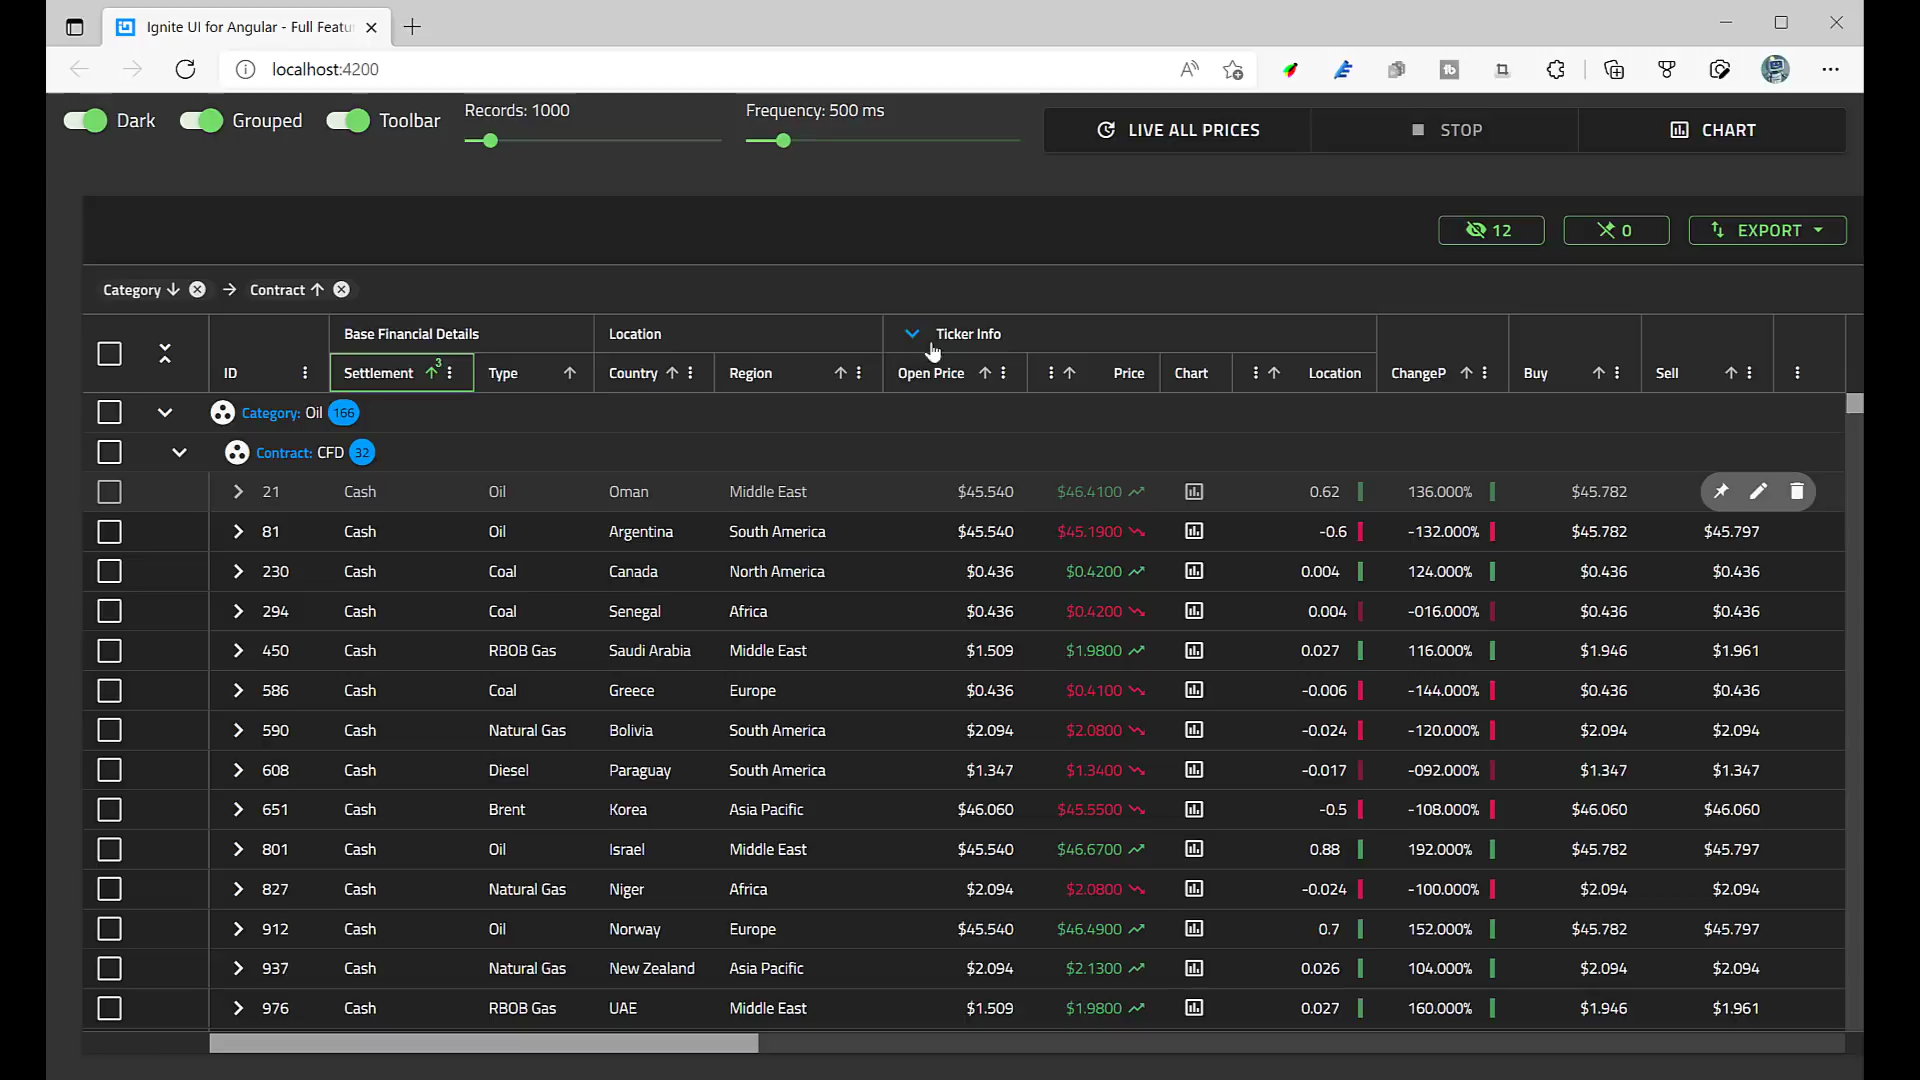 Ignite UI for Angular - Full Featu
localhost:4200
Dark Grouped Toolbar Records: 1000 Frequency: 500 ms LIVE ALL PRICES STOP CHART
12 0 EXPORT
Category Contract
Base Financial Details Location Ticker Info
ID Settlement 3 Type Country Region Open Price Price Chart Location ChangeP Buy Sell
Category: Oil 166
Contract: CFD 32
21 Cash Oil Oman Middle East $45.540 $46.4100 0.62 136.000% $45.782
81 Cash Oil Argentina South America $45.540 $45.1900 -0.6 -132.000% $45.782 $45.797
230 Cash Coal Canada North America $0.436 $0.4200 0.004 124.000% $0.436 $0.436
294 Cash Coal Senegal Africa $0.436 $0.4200 0.004 -016.000% $0.436 $0.436
450 Cash RBOB Gas Saudi Arabia Middle East $1.509 $1.9800 0.027 116.000% $1.946 $1.961
586 Cash Coal Greece Europe $0.436 $0.4100 -0.006 -144.000% $0.436 $0.436
590 Cash Natural Gas Bolivia South America $2.094 $2.0800 -0.024 -120.000% $2.094 $2.094
608 Cash Diesel Paraguay South America $1.347 $1.3400 -0.017 -092.000% $1.347 $1.347
651 Cash Brent Korea Asia Pacific $46.060 $45.5500 -0.5 -108.000% $46.060 $46.060
801 Cash Oil Israel Middle East $45.540 $46.6700 0.88 192.000% $45.782 $45.797
827 Cash Natural Gas Niger Africa $2.094 $2.0800 -0.024 -100.000% $2.094 $2.094
912 Cash Oil Norway Europe $45.540 $46.4900 0.7 152.000% $45.782 $45.797
937 Cash Natural Gas New Zealand Asia Pacific $2.094 $2.1300 0.026 104.000% $2.094 $2.094
976 Cash RBOB Gas UAE Middle East $1.509 $1.9800 0.027 160.000% $1.946 $1.961